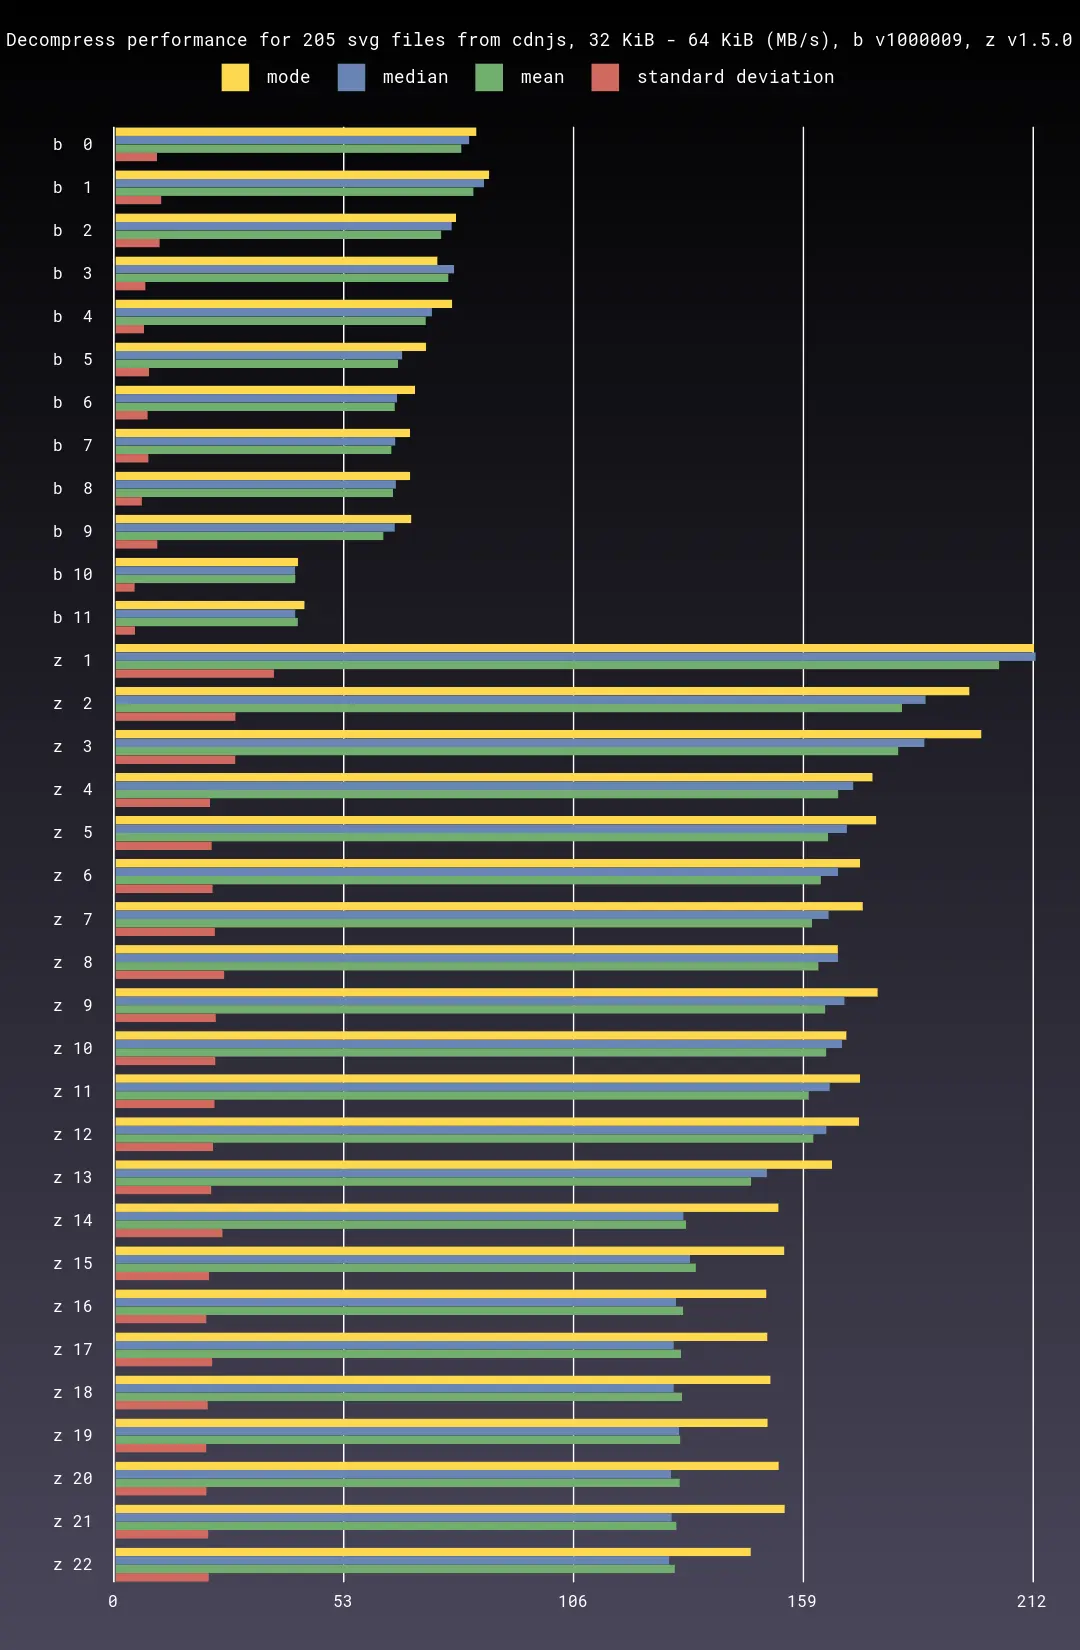 Decompress performance for 205 svg files from cdnjs, 32 KiB - 64 KiB (MB/s), b v1000009, z v1.5.0
mode median mean standard deviation
b 0
b 1
b 2
b 3
b 4
b 5
b 6
b 7
b 8
b 9
b 10
b 11
z 1
z 2
z 3
z 4
z 5
z 6
z 7
z 8
z 9
z 10
z 11
z 12
z 13
z 14
z 15
z 16
z 17
z 18
z 19
z 20
z 21
z 22
0 53 106 159 212